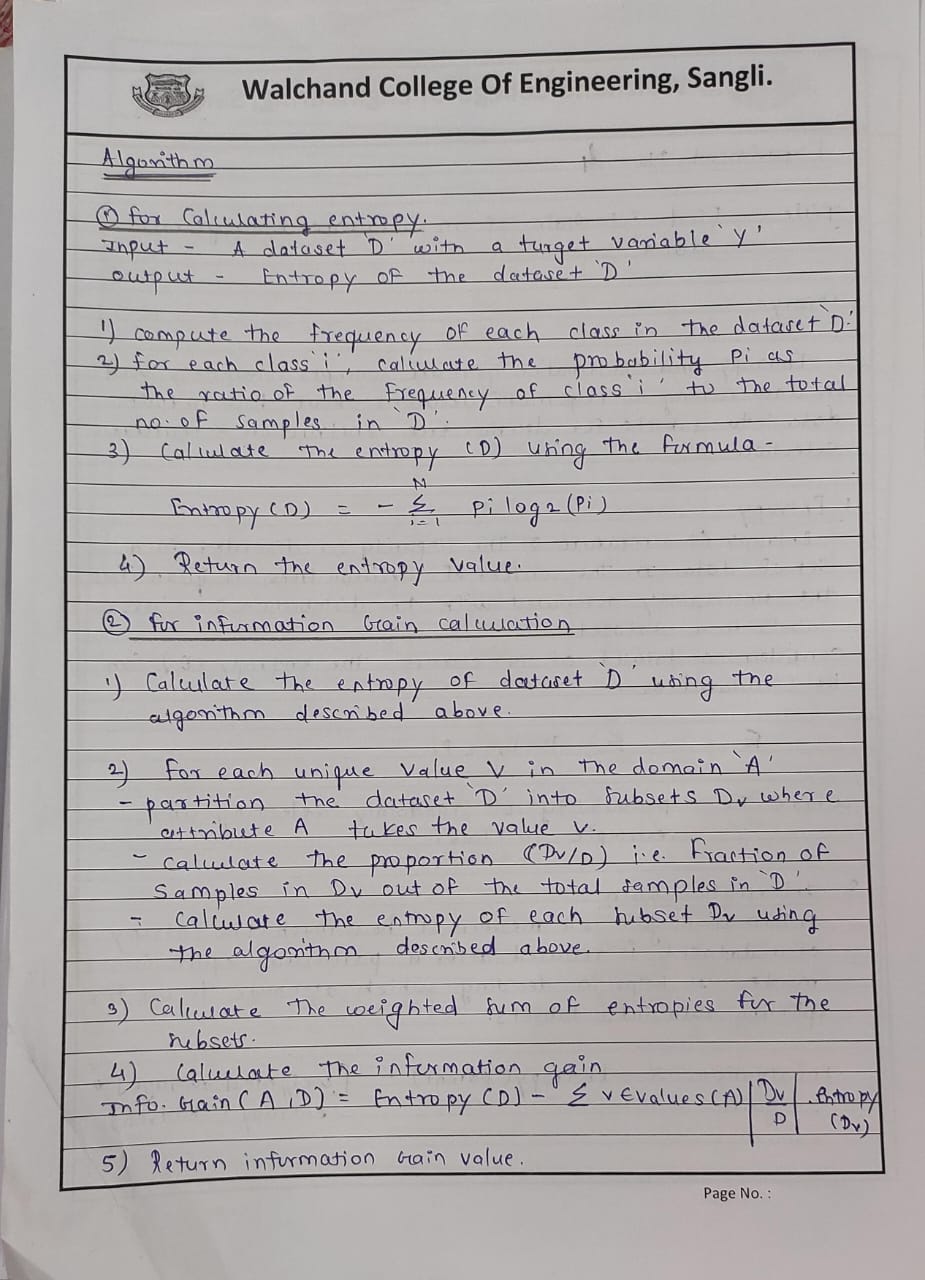 Walchand College Of Engineering, Sangli.
Algorithm
① for Calculating entropy.
Input - A dataset 'D' with a target variable 'y'
output - Entropy of the dataset 'D'
1) compute the frequency of each class in the dataset 'D'
2) for each class 'i', calculate the probability Pi as
the ratio of the frequency of class 'i' to the total
no. of samples in 'D'.
3) Calculate the entropy (D) using the formula -
Entropy (D) = - N∑i=1 Pi log2 (Pi)
4) Return the entropy value.
② for information Gain calculation
1) Calculate the entropy of dataset 'D' using the
algorithm described above.
2) for each unique value V in the domain 'A'
- partition the dataset 'D' into subsets Dv where
attribute A takes the value v.
- calculate the proportion (Dv/D) i.e. fraction of
samples in Dv out of the total samples in 'D'.
- calculate the entropy of each subset Dv using
the algorithm described above.
3) Calculate the weighted sum of entropies for the
subsets.
4) Calculate the information gain
Info. Gain (A,D) = Entropy (D) - ∑ v∈values(A) |Dv/D| . Entropy (Dv)
5) Return information Gain value.
Page No. :